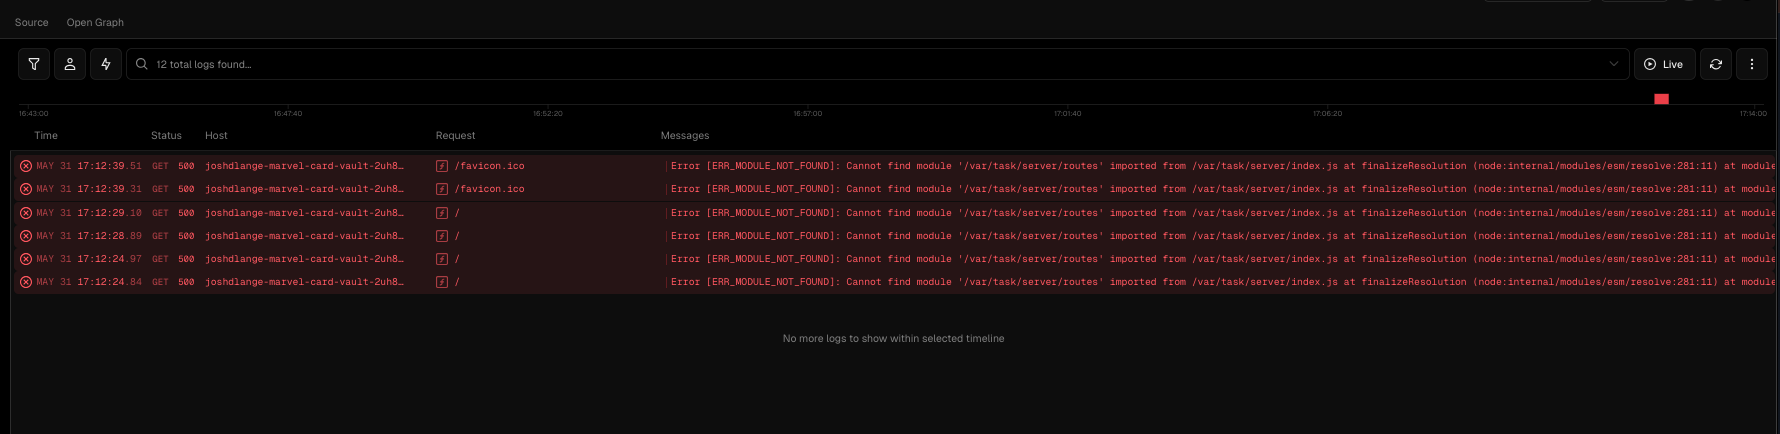 Source Open Graph
12 total logs found...
Live
16:43:00 16:47:40 16:52:20 16:57:00 17:01:40 17:06:20 17:14:00
Time Status Host Request Messages
MAY 31 17:12:39.51 GET 500 joshdlange-marvel-card-vault-2uh8… /favicon.ico Error [ERR_MODULE_NOT_FOUND]: Cannot find module '/var/task/server/routes' imported from /var/task/server/index.js at finalizeResolution (node:internal/modules/esm/resolve:281:11) at module
MAY 31 17:12:39.31 GET 500 joshdlange-marvel-card-vault-2uh8… /favicon.ico Error [ERR_MODULE_NOT_FOUND]: Cannot find module '/var/task/server/routes' imported from /var/task/server/index.js at finalizeResolution (node:internal/modules/esm/resolve:281:11) at module
MAY 31 17:12:29.10 GET 500 joshdlange-marvel-card-vault-2uh8… / Error [ERR_MODULE_NOT_FOUND]: Cannot find module '/var/task/server/routes' imported from /var/task/server/index.js at finalizeResolution (node:internal/modules/esm/resolve:281:11) at module
MAY 31 17:12:28.89 GET 500 joshdlange-marvel-card-vault-2uh8… / Error [ERR_MODULE_NOT_FOUND]: Cannot find module '/var/task/server/routes' imported from /var/task/server/index.js at finalizeResolution (node:internal/modules/esm/resolve:281:11) at module
MAY 31 17:12:24.97 GET 500 joshdlange-marvel-card-vault-2uh8… / Error [ERR_MODULE_NOT_FOUND]: Cannot find module '/var/task/server/routes' imported from /var/task/server/index.js at finalizeResolution (node:internal/modules/esm/resolve:281:11) at module
MAY 31 17:12:24.84 GET 500 joshdlange-marvel-card-vault-2uh8… / Error [ERR_MODULE_NOT_FOUND]: Cannot find module '/var/task/server/routes' imported from /var/task/server/index.js at finalizeResolution (node:internal/modules/esm/resolve:281:11) at module
No more logs to show within selected timeline